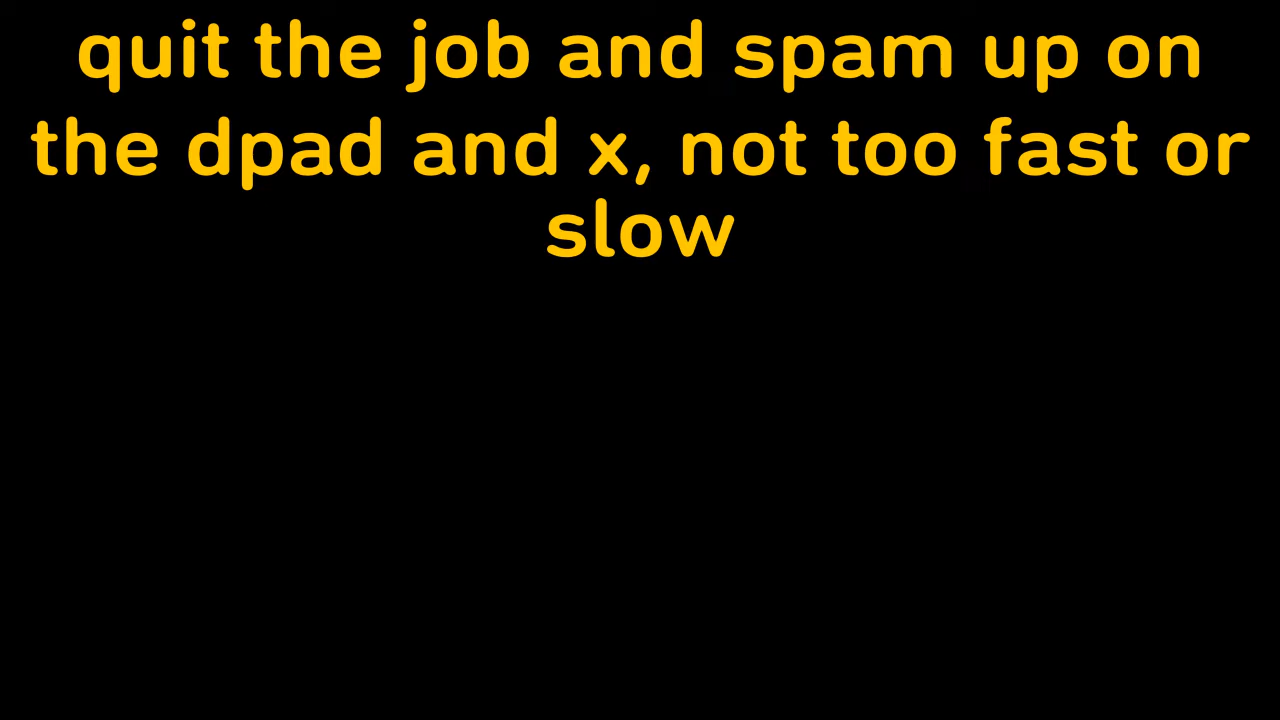 quit the job and spam up on
the dpad and x, not too fast or
slow